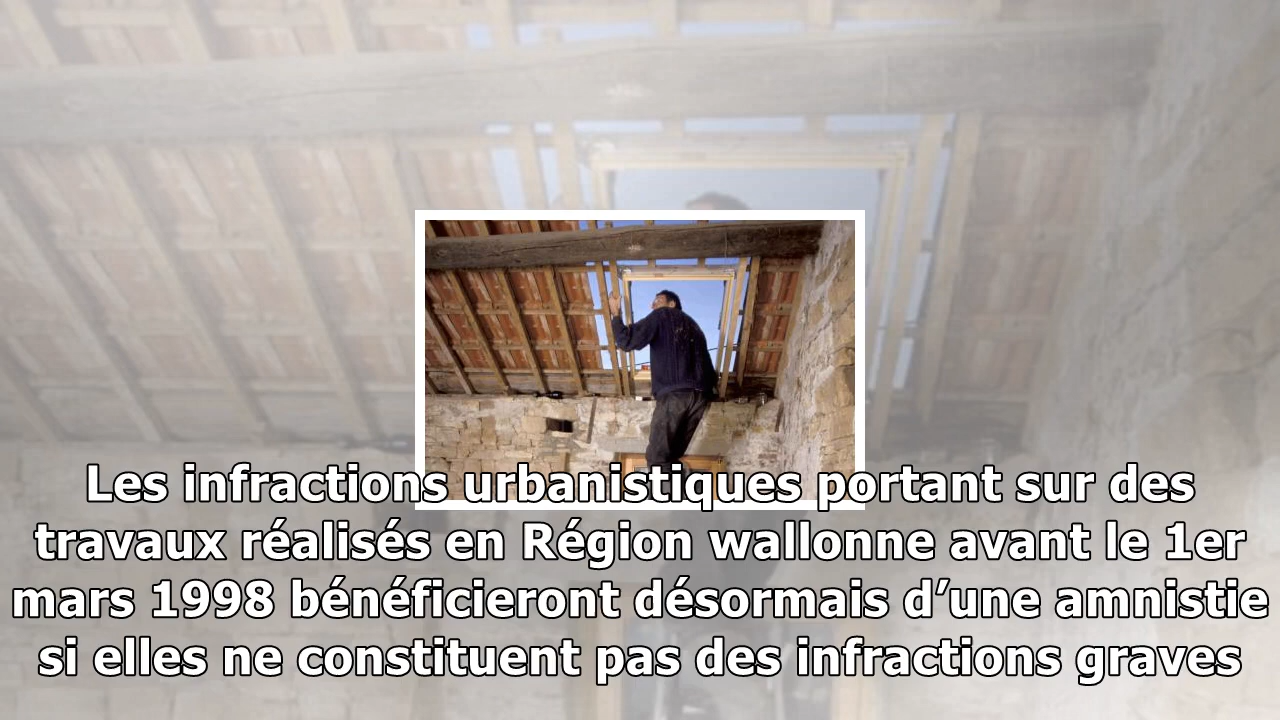 Les infractions urbanistiques portant sur des
travaux réalisés en Région wallonne avant le 1er
mars 1998 bénéficieront désormais d’une amnistie
si elles ne constituent pas des infractions graves